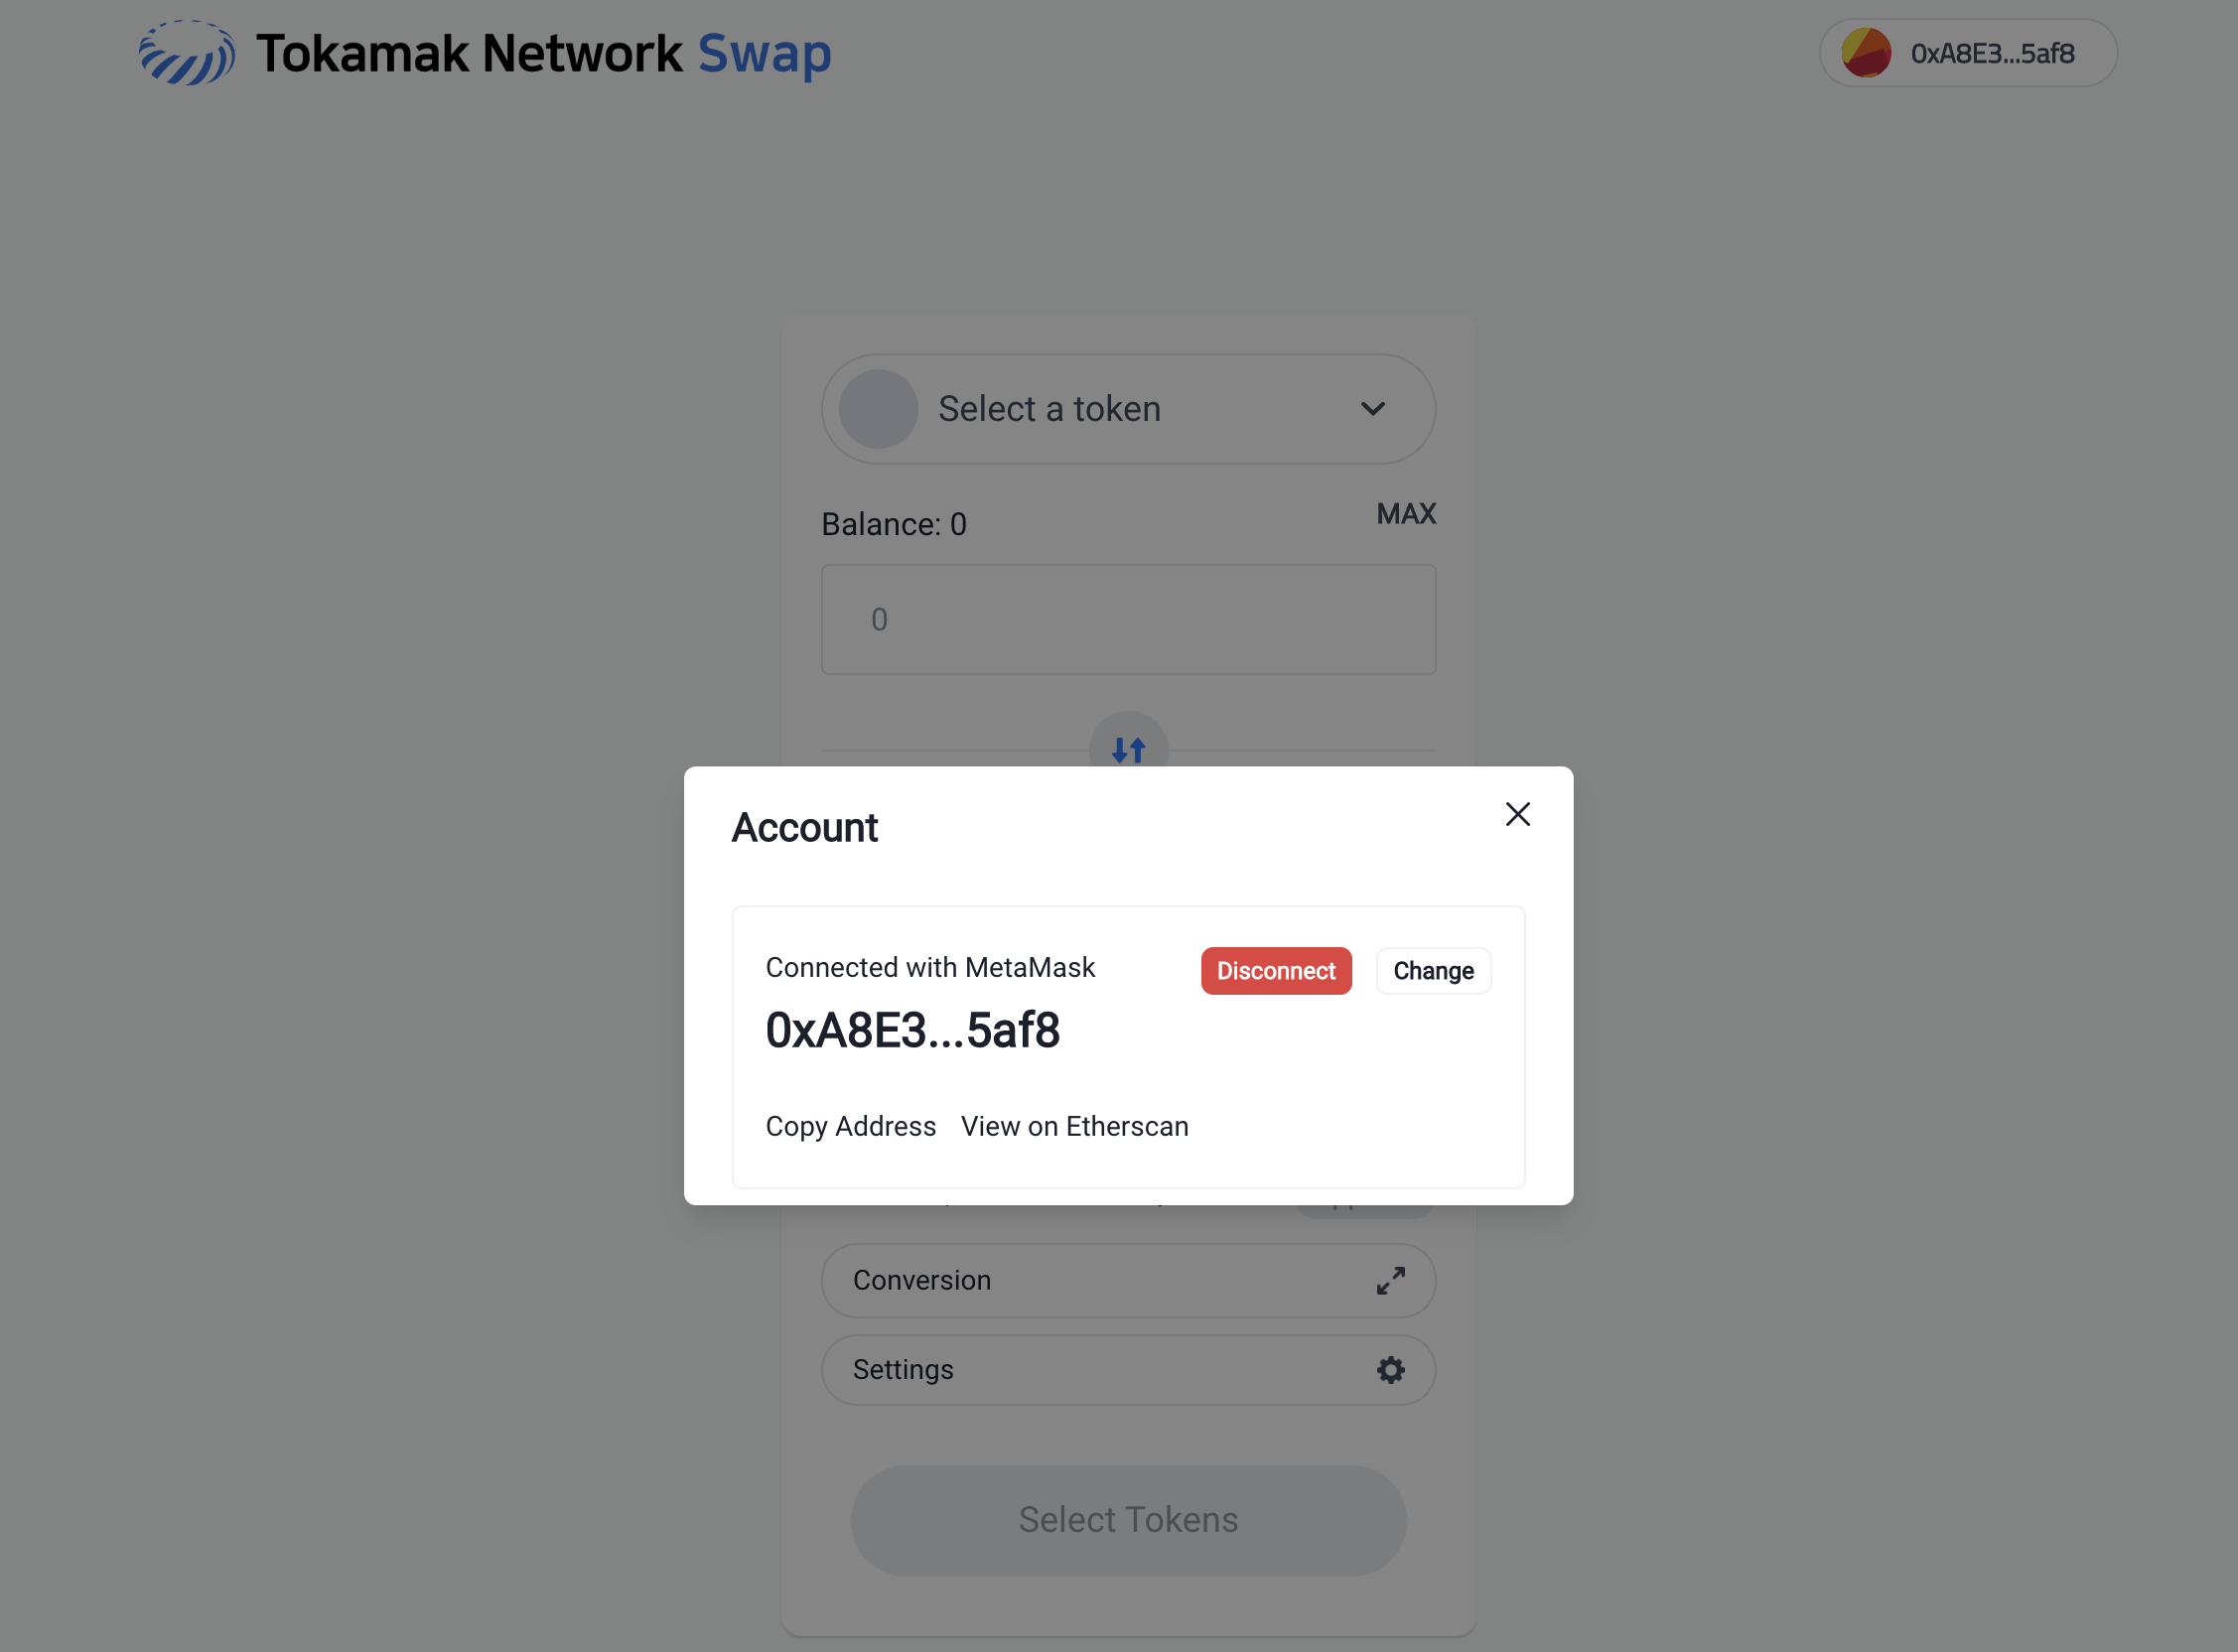 Tokamak Network Swap
0xA8E3...5af8
Select a token
Balance: 0
MAX
0
Account
Connected with MetaMask
Disconnect
Change
0xA8E3...5af8
Copy Address
View on Etherscan
Conversion
Settings
Select Tokens